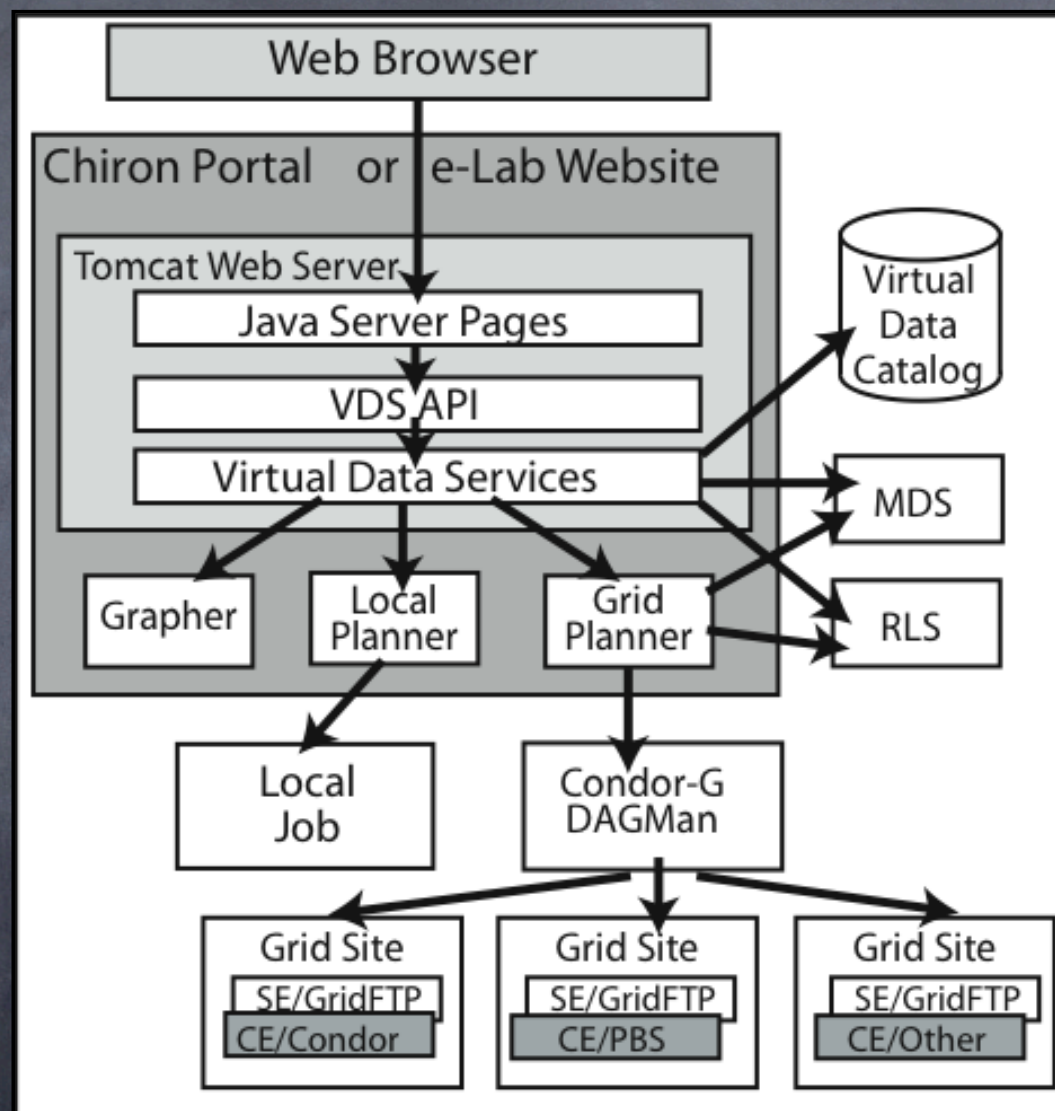 Web Browser
Chiron Portal or e-Lab Website
Tomcat Web Server
Java Server Pages
VDS API
Virtual Data Services
Virtual
Data
Catalog
MDS
RLS
Grapher
Local
Planner
Grid
Planner
Local
Job
Condor-G
DAGMan
Grid Site
SE/GridFTP
CE/Condor
Grid Site
SE/GridFTP
CE/PBS
Grid Site
SE/GridFTP
CE/Other